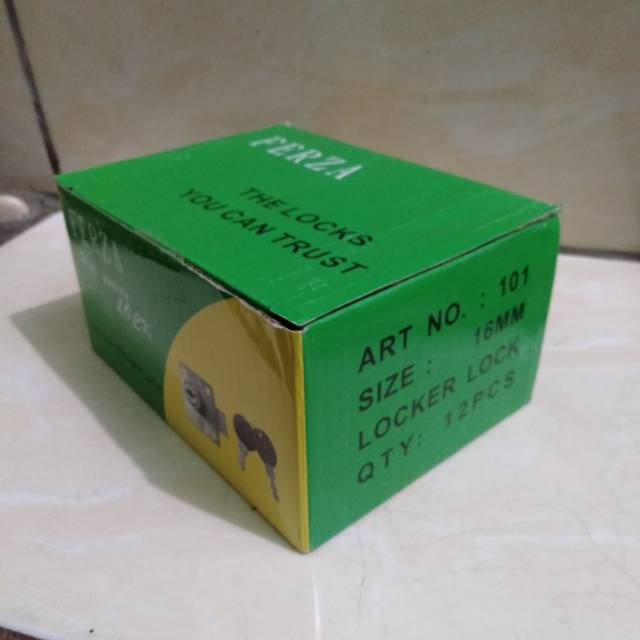 FERZA
THE LOCKS
YOU CAN TRUST
FERZA
ART NO. : 101
SIZE : 16MM
LOCKER LOCK
QTY: 12PCS